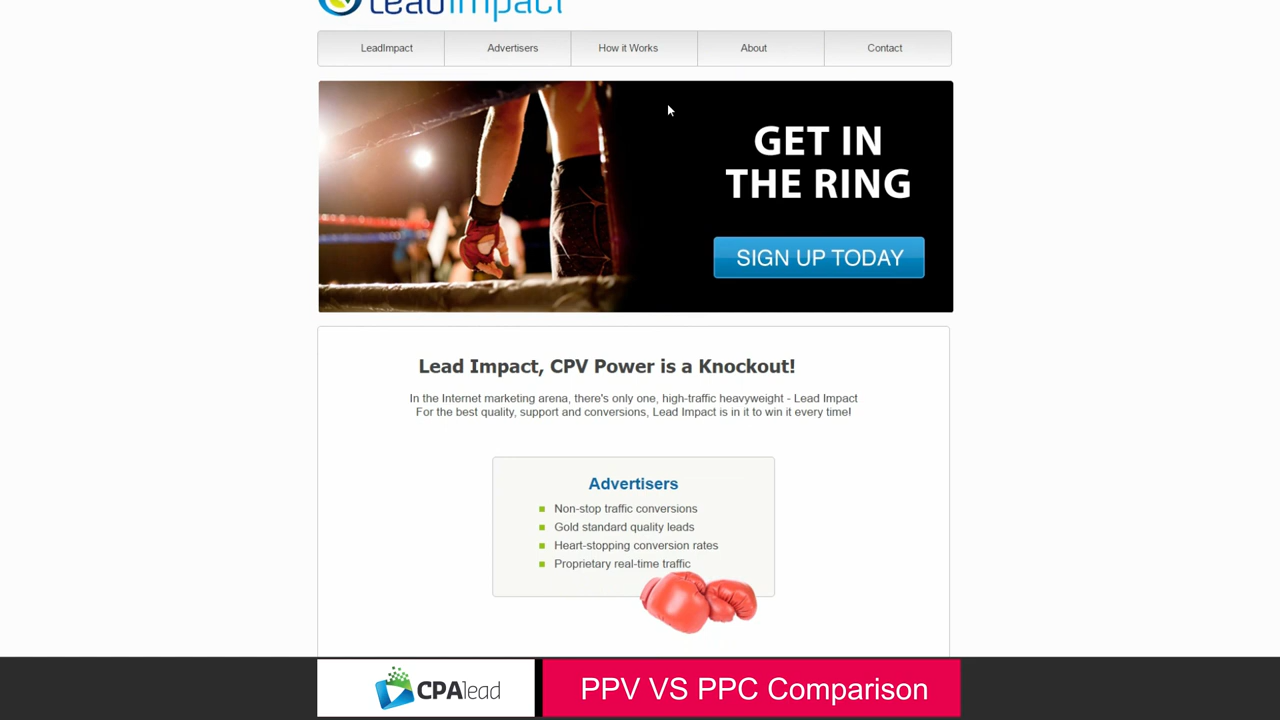 LeadImpact
LeadImpact
Advertisers
How it Works
About
Contact
GET IN
THE RING
SIGN UP TODAY
Lead Impact, CPV Power is a Knockout!
In the Internet marketing arena, there's only one, high-traffic heavyweight - Lead Impact
For the best quality, support and conversions, Lead Impact is in it to win it every time!
Advertisers
Non-stop traffic conversions
Gold standard quality leads
Heart-stopping conversion rates
Proprietary real-time traffic
CPAlead
PPV VS PPC Comparison